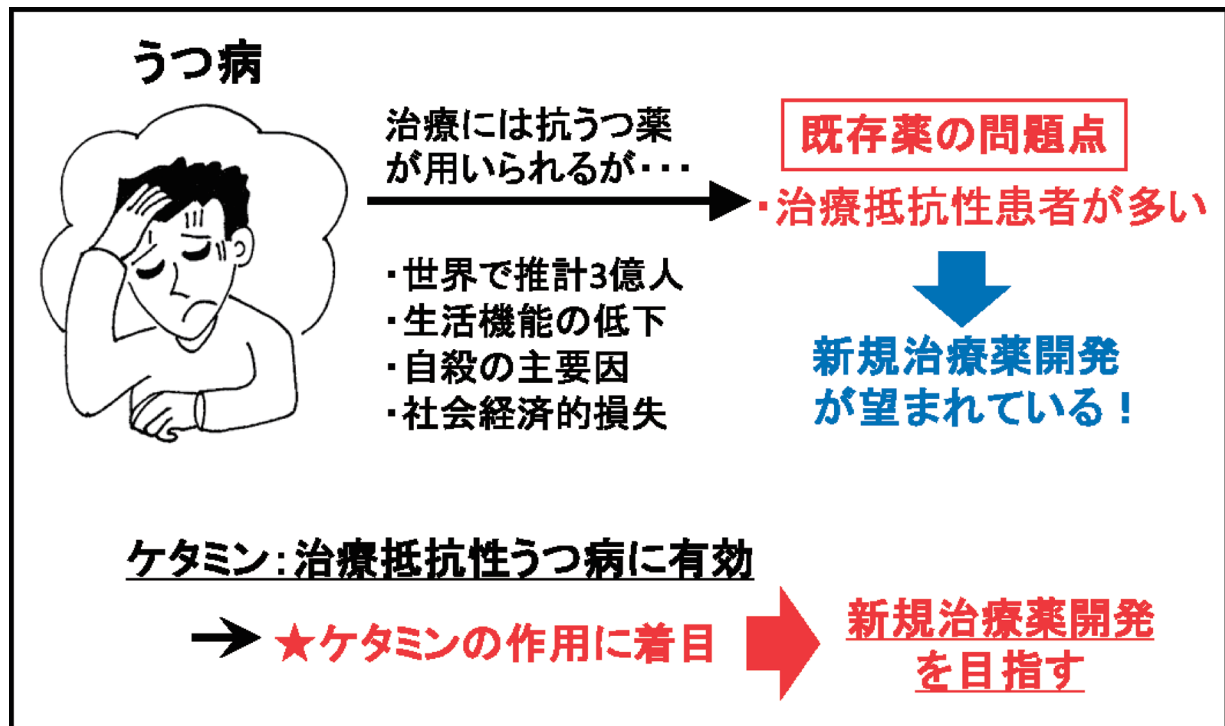 うつ病
治療には抗うつ薬
が用いられるが・・・
・世界で推計3億人
・生活機能の低下
・自殺の主要因
・社会経済的損失
既存薬の問題点
・治療抵抗性患者が多い
新規治療薬開発
が望まれている!
ケタミン:治療抵抗性うつ病に有効
→ ★ケタミンの作用に着目
新規治療薬開発
を目指す